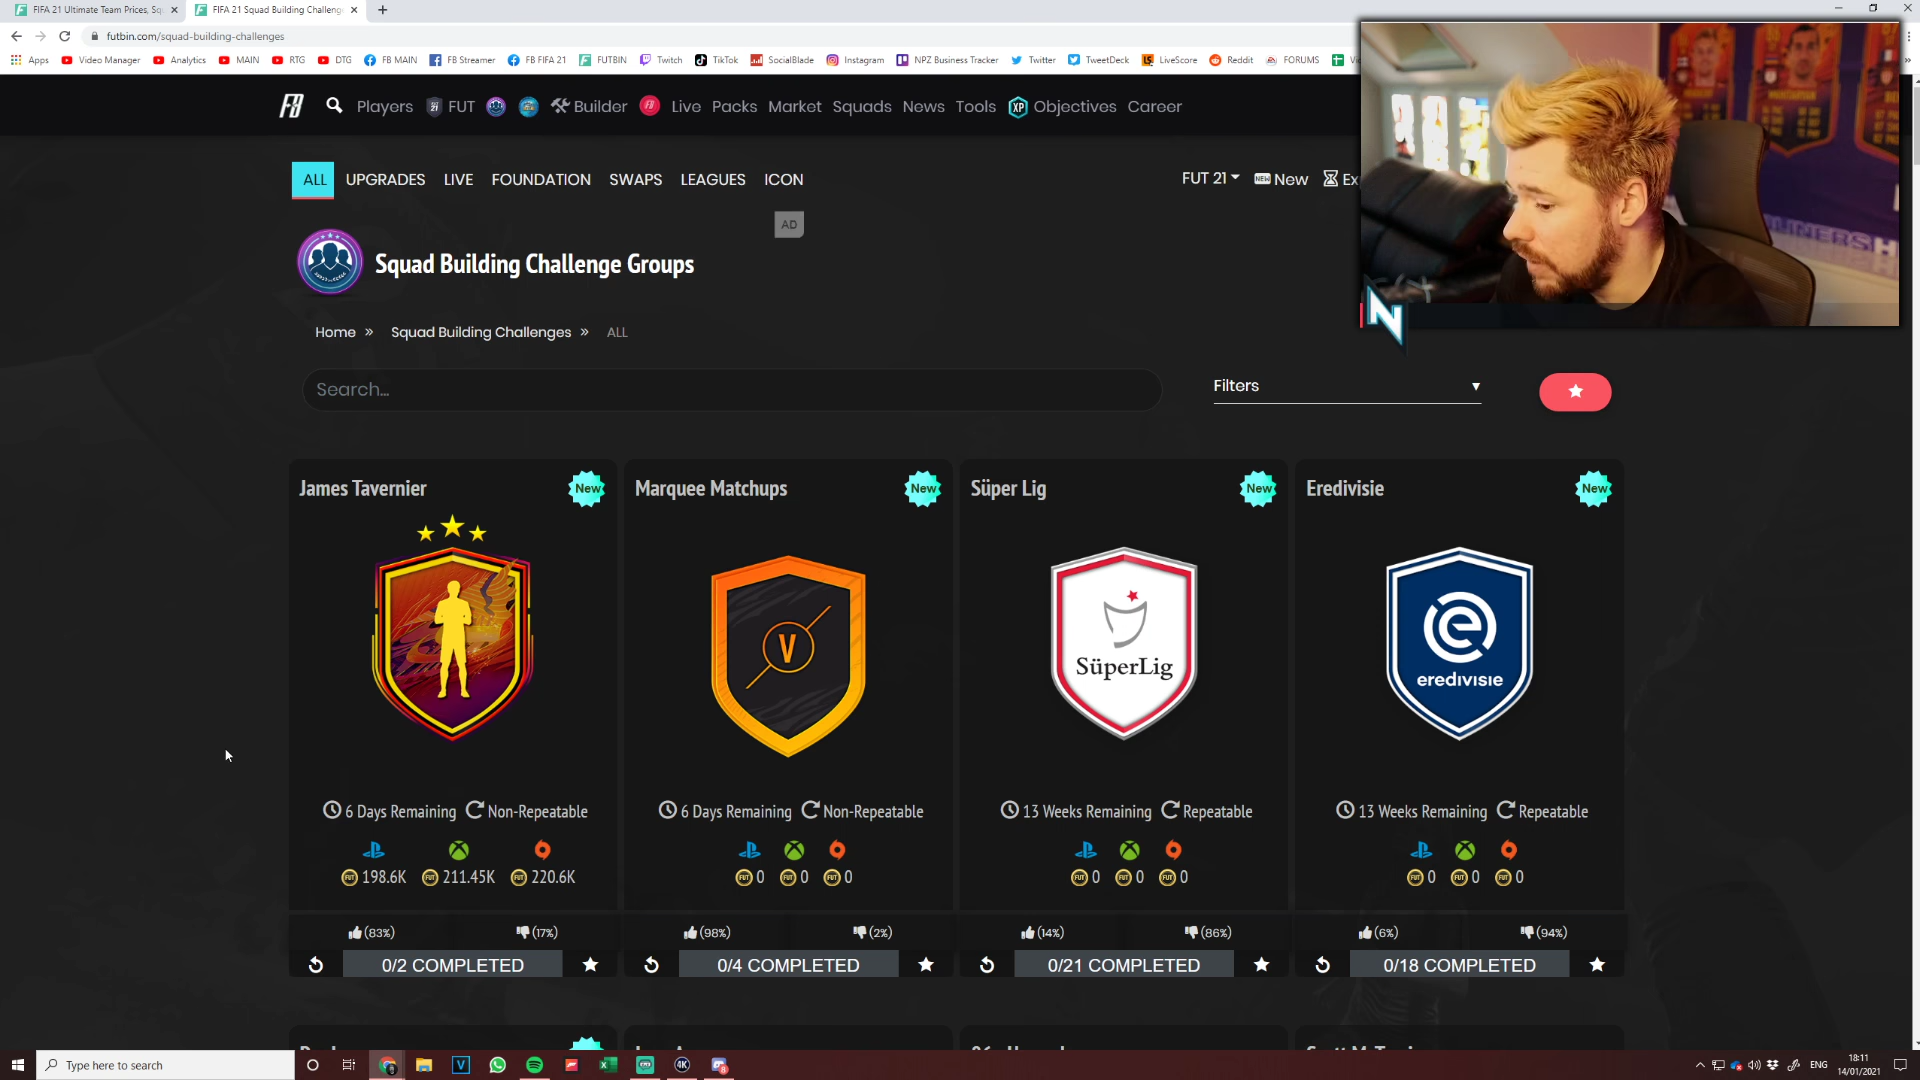 FIFA 21 Ultimate Team Prices, Sq
FIFA 21 Squad Building Challeng
futbin.com/squad-building-challenges
Apps Video Manager Analytics MAIN RTG DTG FB MAIN FB Streamer FB FIFA 21 FUTBIN Twitch TikTok SocialBlade Instagram NPZ Business Tracker Twitter TweetDeck LiveScore Reddit FORUMS
FB Players FUT Builder Live Packs Market Squads News Tools XP Objectives Career
ALL UPGRADES LIVE FOUNDATION SWAPS LEAGUES ICON
FUT 21 NEW New Ex
AD
Squad Building Challenge Groups
Home » Squad Building Challenges » ALL
Search...
Filters
James Tavernier New
Marquee Matchups New
Süper Lig New
Eredivisie New
V
SüperLig
eredivisie
6 Days Remaining Non-Repeatable
6 Days Remaining Non-Repeatable
13 Weeks Remaining Repeatable
13 Weeks Remaining Repeatable
198.6K 211.45K 220.6K
0 0 0
0 0 0
0 0 0
(83%) (17%)
(98%) (2%)
(14%) (86%)
(6%) (94%)
0/2 COMPLETED
0/4 COMPLETED
0/21 COMPLETED
0/18 COMPLETED
N
Type here to search
4K
ENG
18:11
14/01/2021